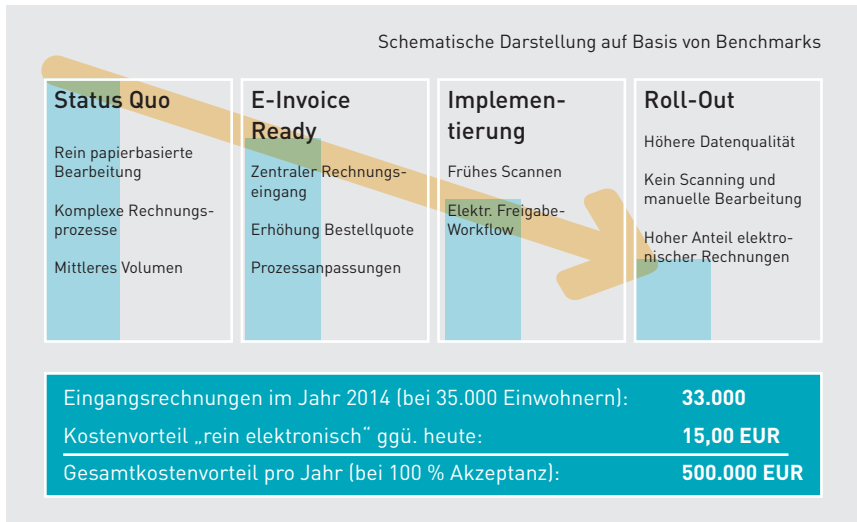 Schematische Darstellung auf Basis von Benchmarks
Status Quo
Rein papierbasierte
Bearbeitung
Komplexe Rechnungs-
prozesse
Mittleres Volumen
E-Invoice
Ready
Zentraler Rechnungs-
eingang
Erhöhung Bestellquote
Prozessanpassungen
Implemen-
tierung
Frühes Scannen
Elektr. Freigabe-
Workflow
Roll-Out
Höhere Datenqualität
Kein Scanning und
manuelle Bearbeitung
Hoher Anteil elektro-
nischer Rechnungen
Eingangsrechnungen im Jahr 2014 (bei 35.000 Einwohnern): 33.000
Kostenvorteil „rein elektronisch“ ggü. heute: 15,00 EUR
Gesamtkostenvorteil pro Jahr (bei 100 % Akzeptanz): 500.000 EUR